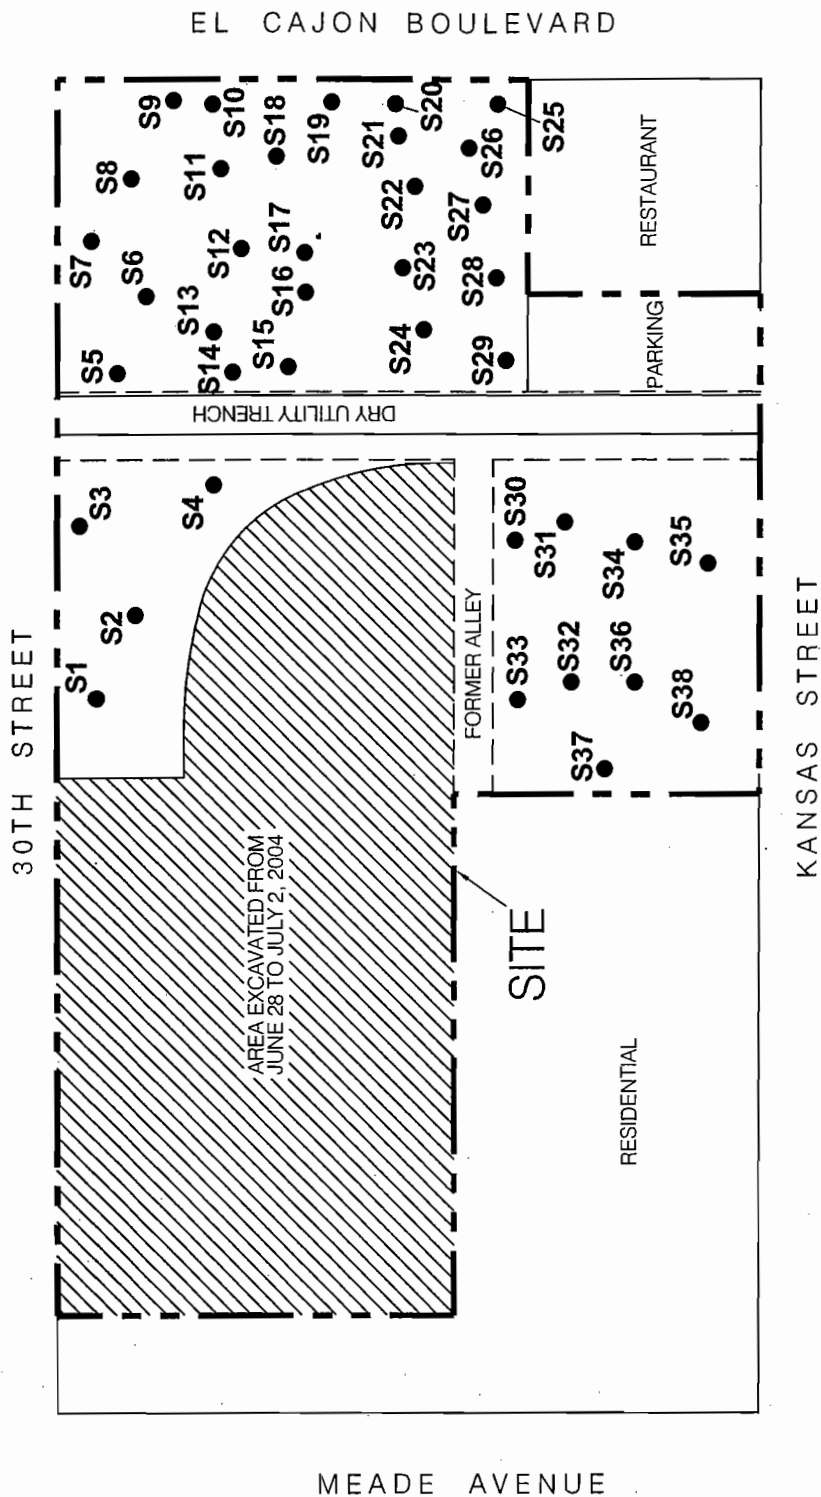 EL CAJON BOULEVARD
30TH STREET
KANSAS STREET
MEADE AVENUE
S1
S2
S3
S4
S5
S6
S7
S8
S9
S10
S11
S12
S13
S14
S15
S16
S17
S18
S19
S20
S21
S22
S23
S24
S25
S26
S27
S28
S29
S30
S31
S32
S33
S34
S35
S36
S37
S38
RESTAURANT
PARKING
DRY UTILITY TRENCH
FORMER ALLEY
AREA EXCAVATED FROM
JUNE 28 TO JULY 2, 2004
SITE
RESIDENTIAL